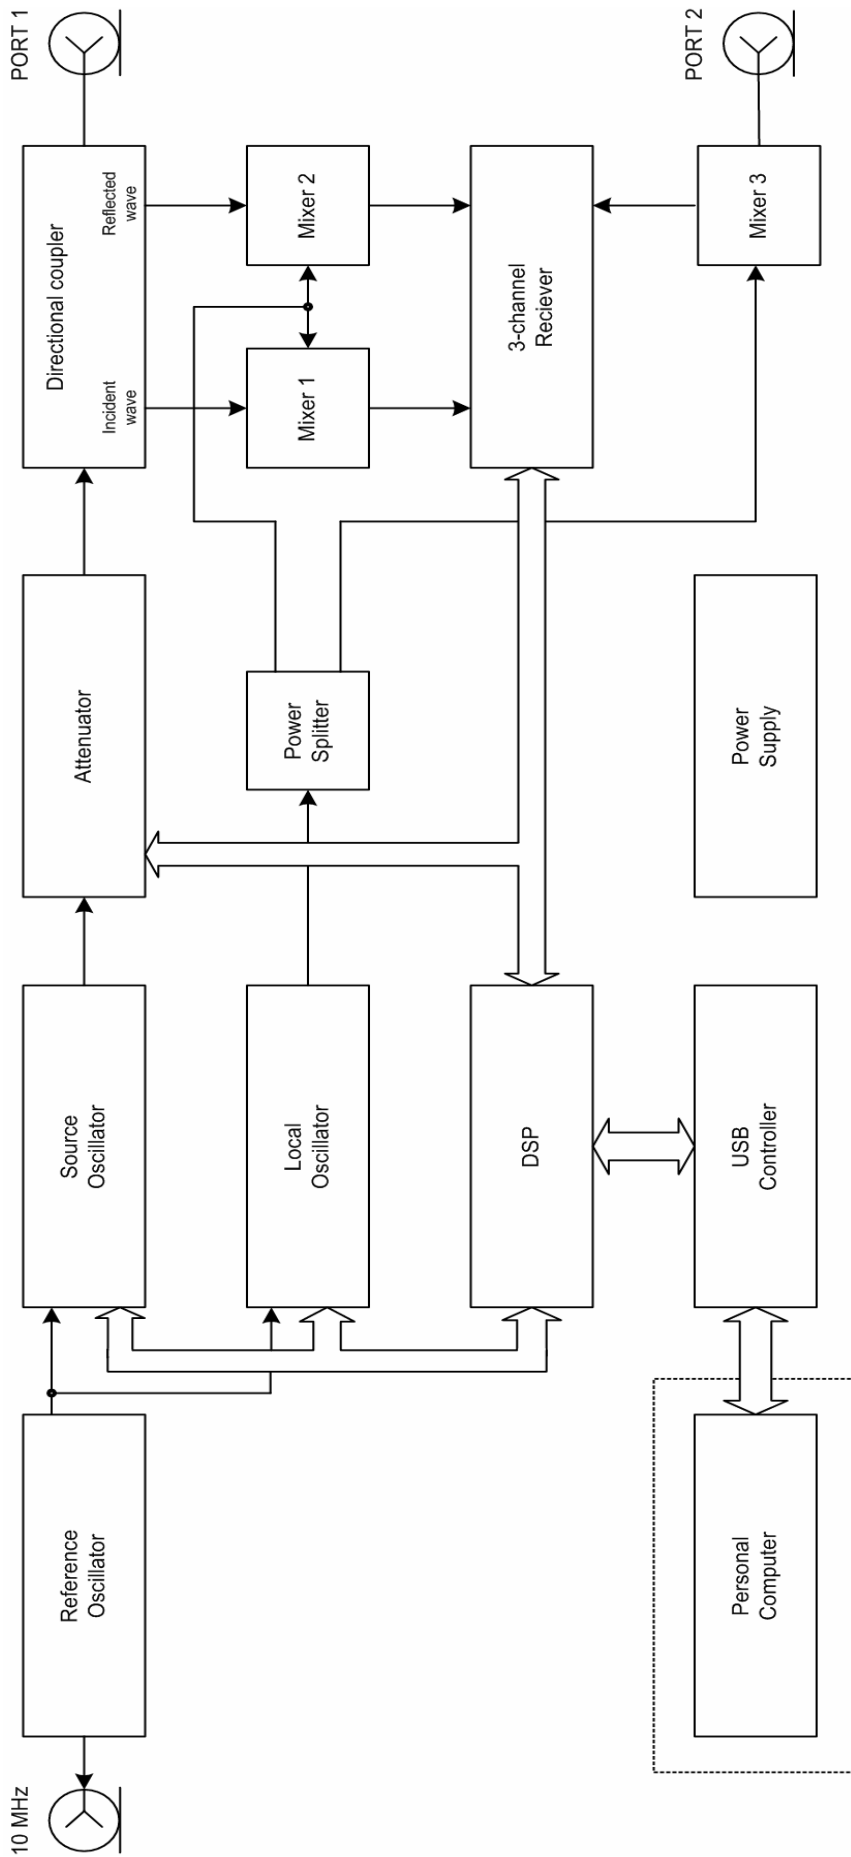 10 MHz
PORT 1
Reference
Oscillator
Source
Oscillator
Attenuator
Directional coupler
Incident
wave
Reflected
wave
Local
Oscillator
Power
Splitter
Mixer 1
Mixer 2
DSP
3-channel
Reciever
PORT 2
Personal
Computer
USB
Controller
Power
Supply
Mixer 3